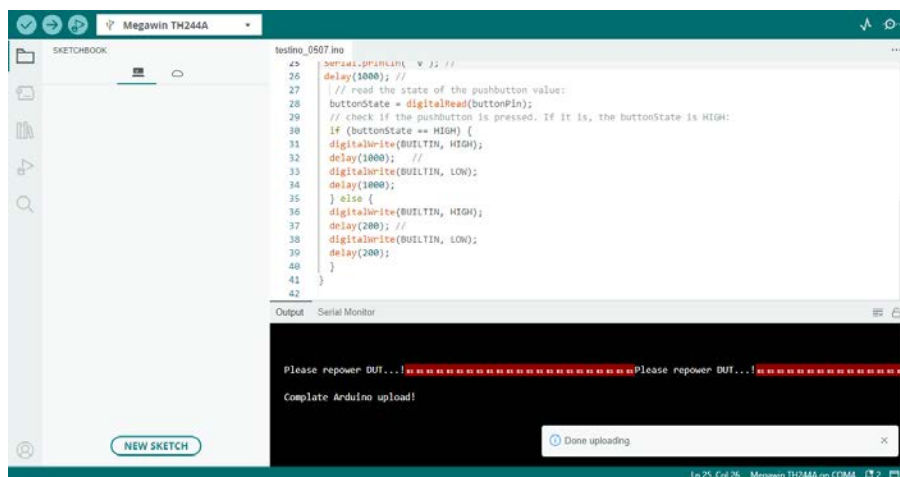 Megawin TH244A
SKETCHBOOK
testino_0507.ino
25 Serial.println(" V "); //
26 delay(1000); //
27 // read the state of the pushbutton value:
28 buttonState = digitalRead(buttonPin);
29 // check if the pushbutton is pressed. If it is, the buttonState is HIGH:
30 if (buttonState == HIGH) {
31 digitalWrite(BUILTIN, HIGH);
32 delay(1000); //
33 digitalWrite(BUILTIN, LOW);
34 delay(1000);
35 } else {
36 digitalWrite(BUILTIN, HIGH);
37 delay(200); //
38 digitalWrite(BUILTIN, LOW);
39 delay(200);
40 }
41 }
42
Output Serial Monitor
Please repower DUT...! Please repower DUT...!
Complate Arduino upload!
Done uploading.
NEW SKETCH
Ln 25, Col 26 Megawin TH244A on COM4 2